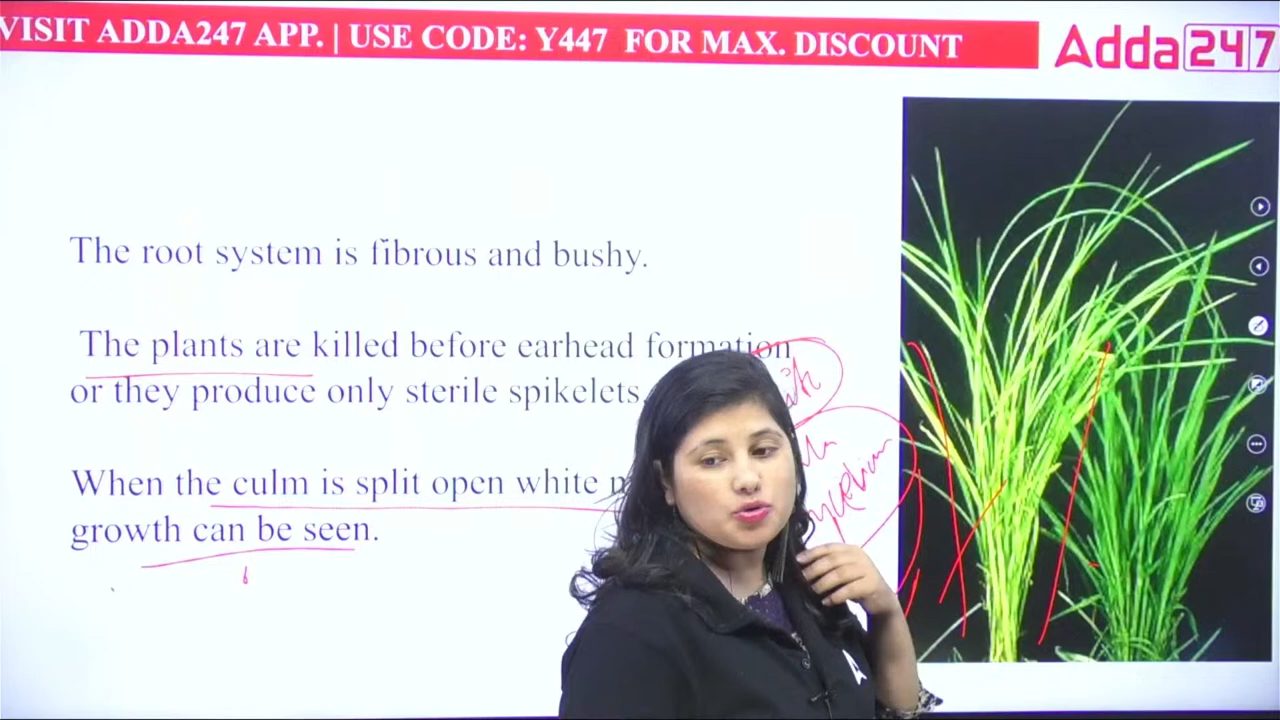 VISIT ADDA247 APP. | USE CODE: Y447 FOR MAX. DISCOUNT
Adda247
The root system is fibrous and bushy.
The plants are killed before earhead formation
or they produce only sterile spikelets.
When the culm is split open white
growth can be seen.